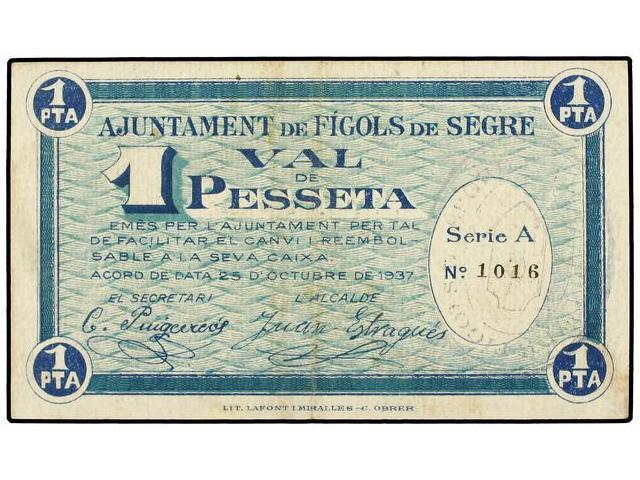 1 PTA 1 PTA
AJUNTAMENT DE FÍGOLS DE SEGRE
VAL
DE
1 PESSETA
EMÈS PER L'AJUNTAMENT PER TAL
DE FACILITAR EL CANVI I REEMBOL-
SABLE A LA SEVA CAIXA.
ACORD DE DATA 25 D'OCTUBRE DE 1937
Serie A
Nº 1016
EL SECRETARI L'ALCALDE
C. Puigcercós Juan Estragués
1 PTA 1 PTA
LIT. LAFONT I MIRALLES - C. OBRER